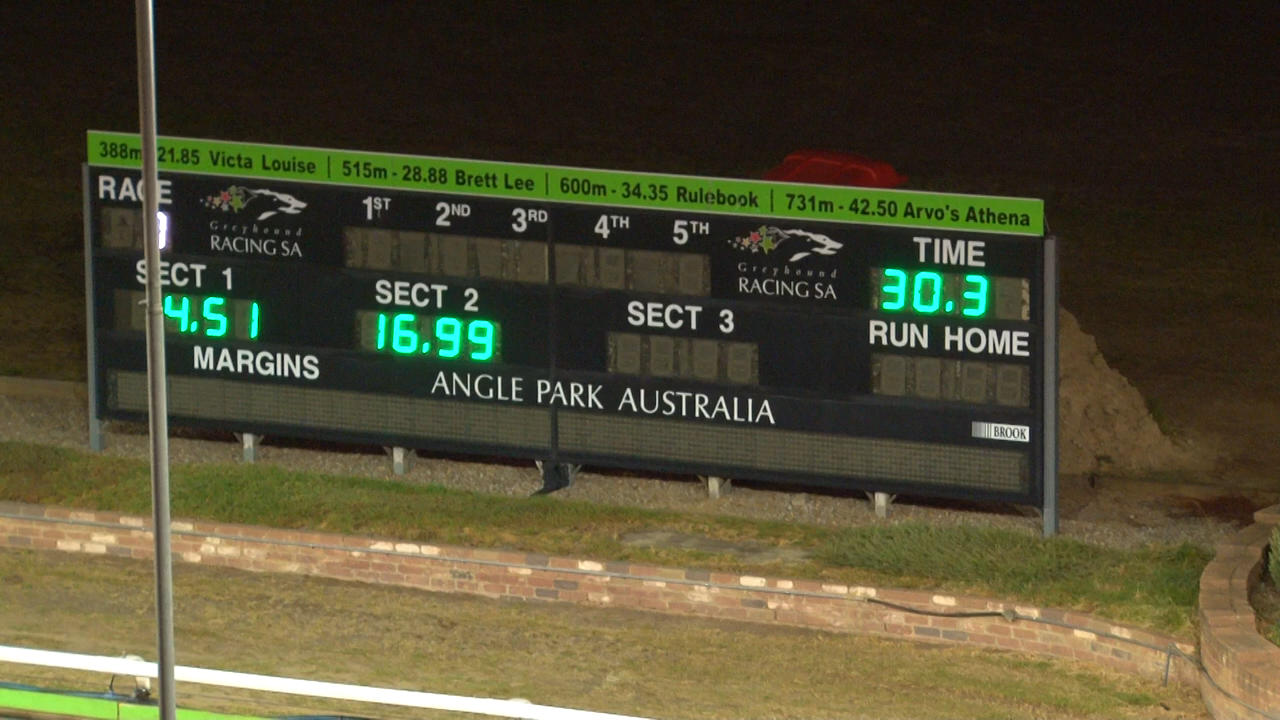 388m - 21.85 Victa Louise | 515m - 28.88 Brett Lee | 600m - 34.35 Rulebook | 731m - 42.50 Arvo's Athena
RACE
Greyhound
RACING SA
1ST 2ND 3RD 4TH 5TH
Greyhound
RACING SA
TIME
30.3
SECT 1
4.51
SECT 2
16.99
SECT 3
RUN HOME
MARGINS
ANGLE PARK AUSTRALIA
BROOK